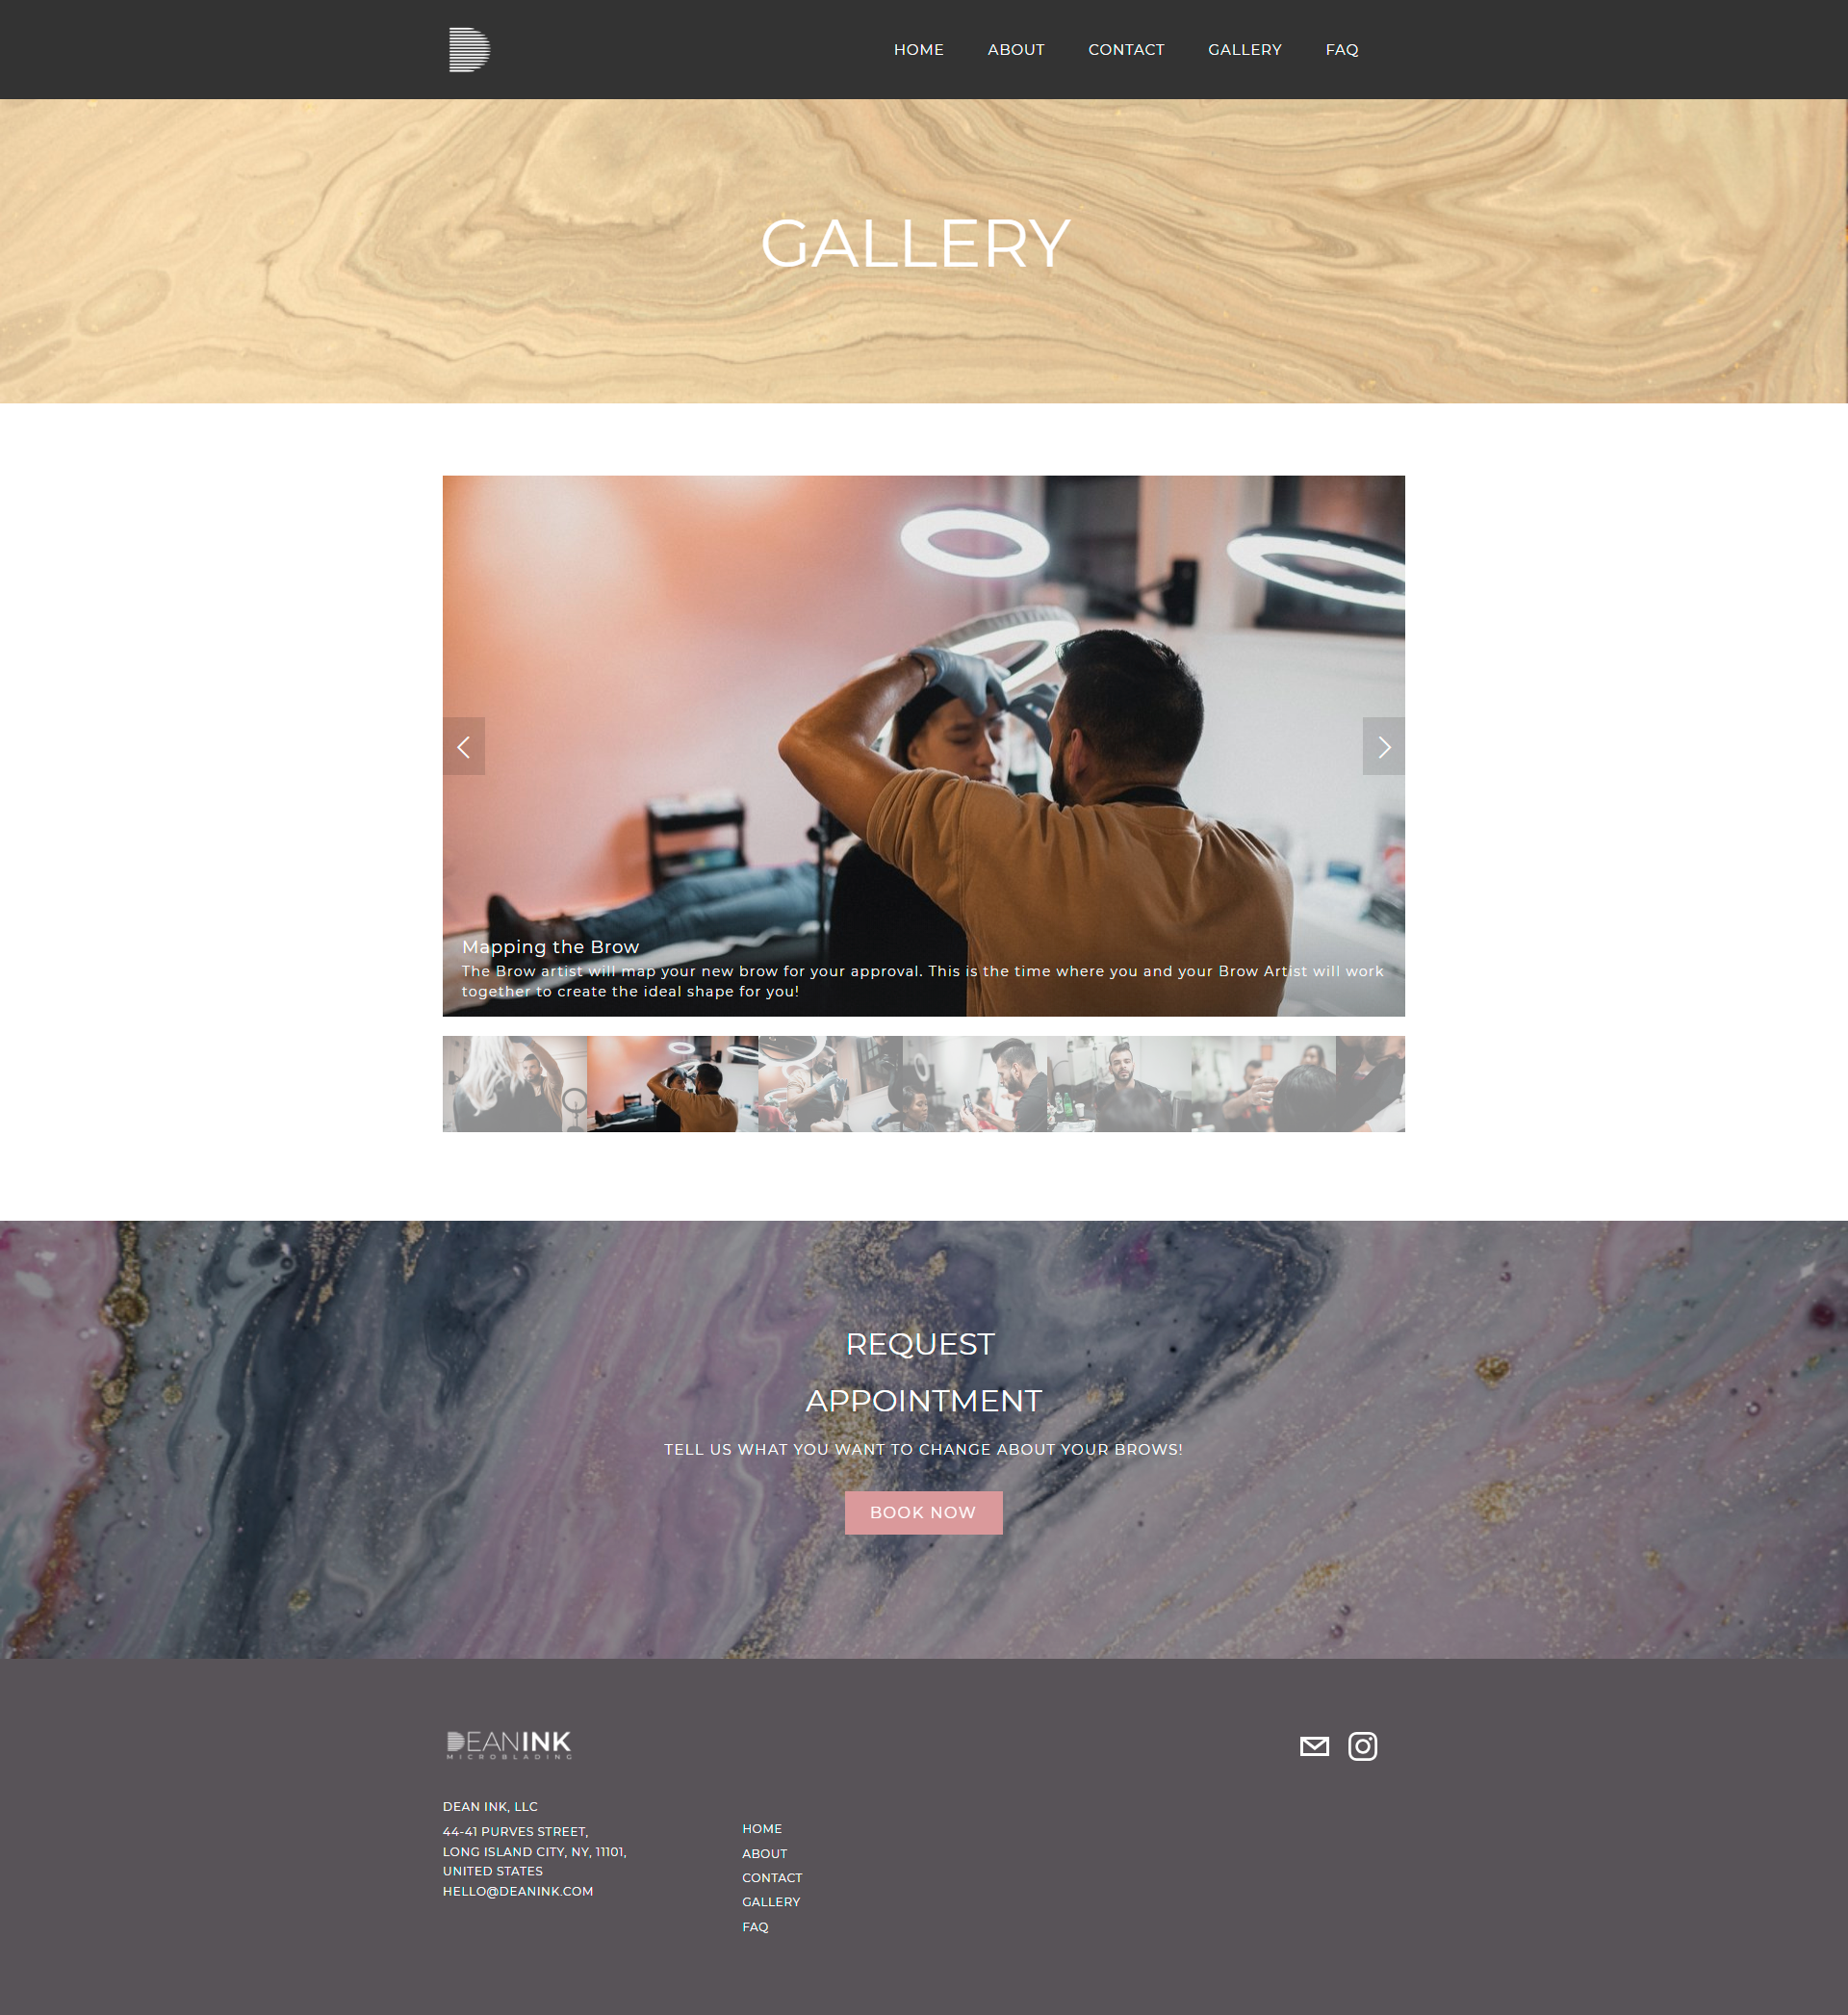 HOME ABOUT CONTACT GALLERY FAQ
GALLERY
Mapping the Brow
The Brow artist will map your new brow for your approval. This is the time where you and your Brow Artist will work
together to create the ideal shape for you!
REQUEST
APPOINTMENT
TELL US WHAT YOU WANT TO CHANGE ABOUT YOUR BROWS!
BOOK NOW
DEANINK
MICROBLADING
DEAN INK, LLC
44-41 PURVES STREET,
LONG ISLAND CITY, NY, 11101,
UNITED STATES
HELLO@DEANINK.COM
HOME
ABOUT
CONTACT
GALLERY
FAQ